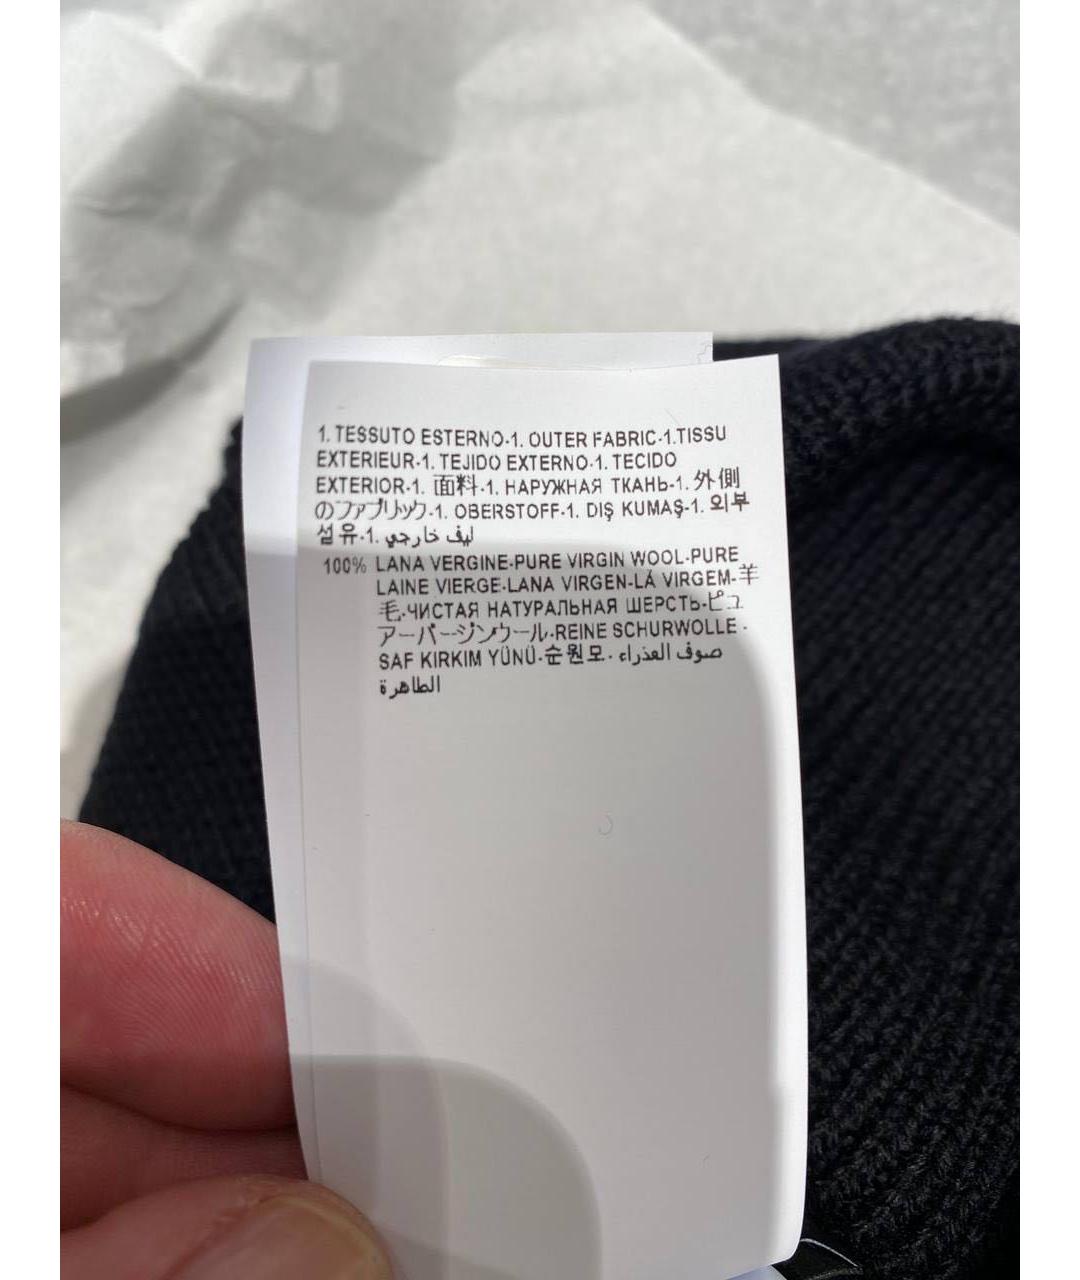 1. TESSUTO ESTERNO-1. OUTER FABRIC-1.TISSU
EXTERIEUR-1. TEJIDO EXTERNO-1. TECIDO
EXTERIOR-1. 面料-1. НАРУЖНАЯ ТКАНЬ-1. 外側
のファブリック-1. OBERSTOFF-1. DIŞ KUMAŞ-1. 외부
섬유-1. ليف خارجي
100% LANA VERGINE-PURE VIRGIN WOOL-PURE
LAINE VIERGE-LANA VIRGEN-LÁ VIRGEM-羊
毛-ЧИСТАЯ НАТУРАЛЬНАЯ ШЕРСТЬ-ピュ
アーバージンウール-REINE SCHURWOLLE -
SAF KIRKIM YÜNÜ-순원모- صوف العذراء
الطاهرة